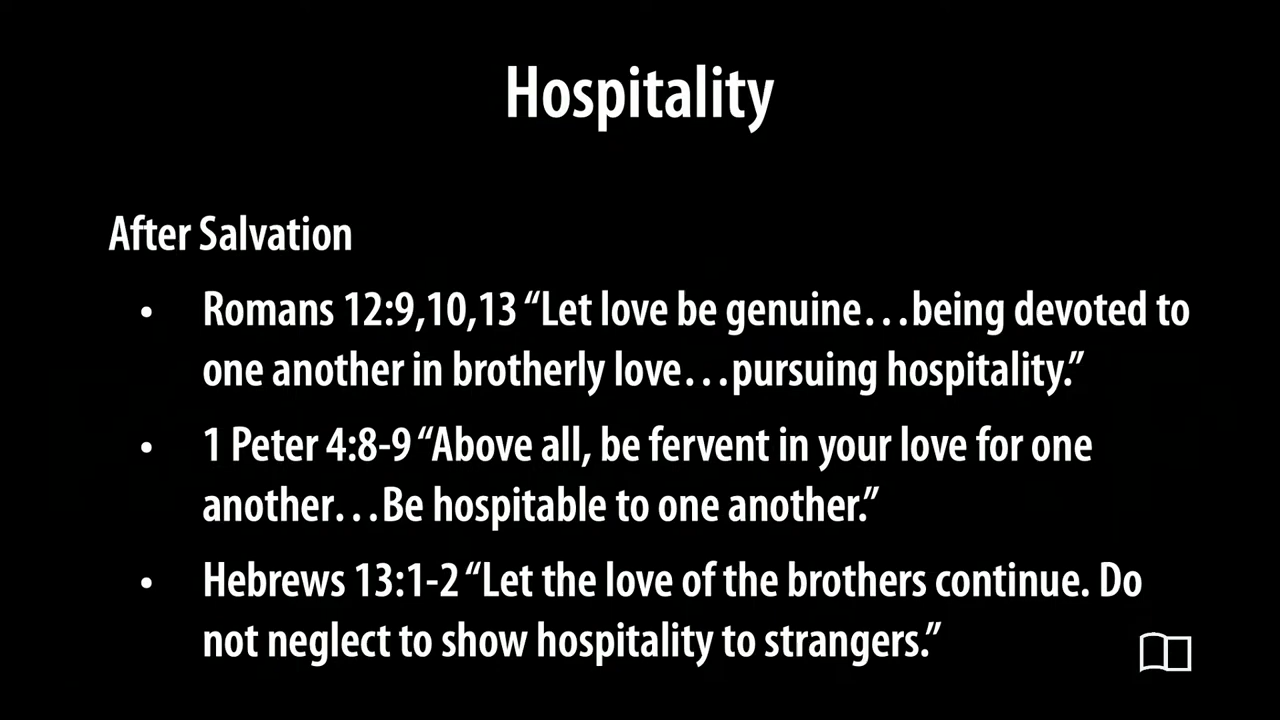 Hospitality
After Salvation
• Romans 12:9,10,13 “Let love be genuine…being devoted to
one another in brotherly love…pursuing hospitality.”
• 1 Peter 4:8-9 “Above all, be fervent in your love for one
another…Be hospitable to one another.”
• Hebrews 13:1-2 “Let the love of the brothers continue. Do
not neglect to show hospitality to strangers.”